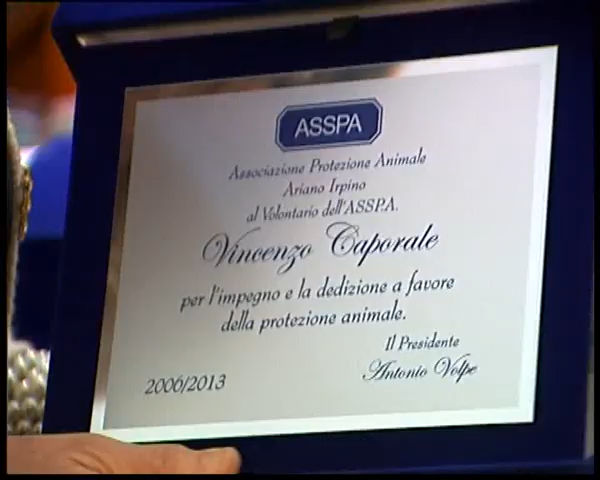 ASSPA
Associazione Protezione Animale
Ariano Irpino
al Volontario dell'ASSPA.
Vincenzo Caporale
per l'impegno e la dedizione a favore
della protezione animale.
Il Presidente
Antonio Volpe
2006/2013